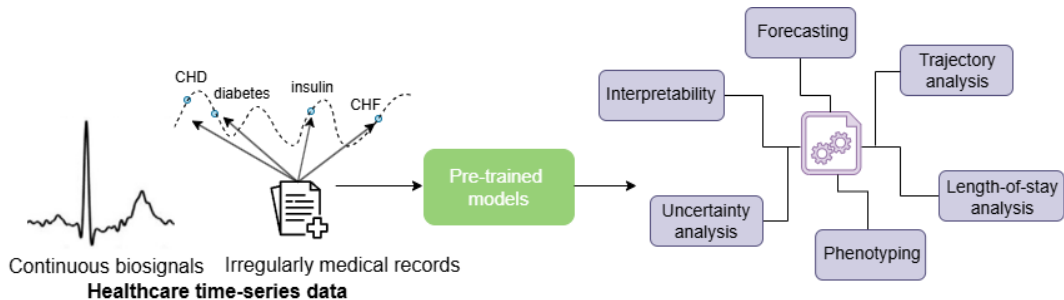 CHD
diabetes
insulin
CHF
Continuous biosignals
Irregularly medical records
Healthcare time-series data
Pre-trained
models
Forecasting
Interpretability
Trajectory
analysis
Uncertainty
analysis
Length-of-stay
analysis
Phenotyping